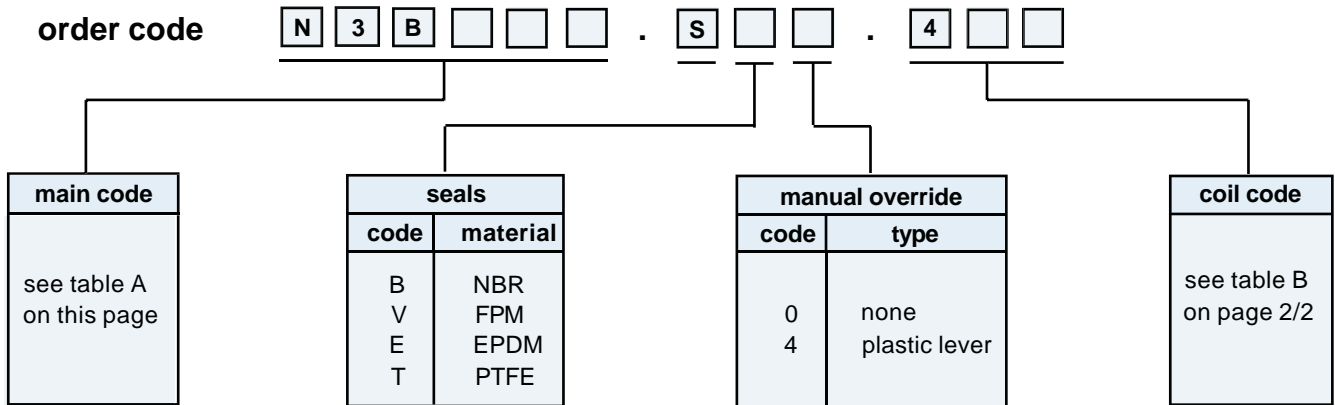 order code N 3 B . S . 4
main code
see table A
on this page
seals
code material
B NBR
V FPM
E EPDM
T PTFE
manual override
code type
0 none
4 plastic lever
coil code
see table B
on page 2/2